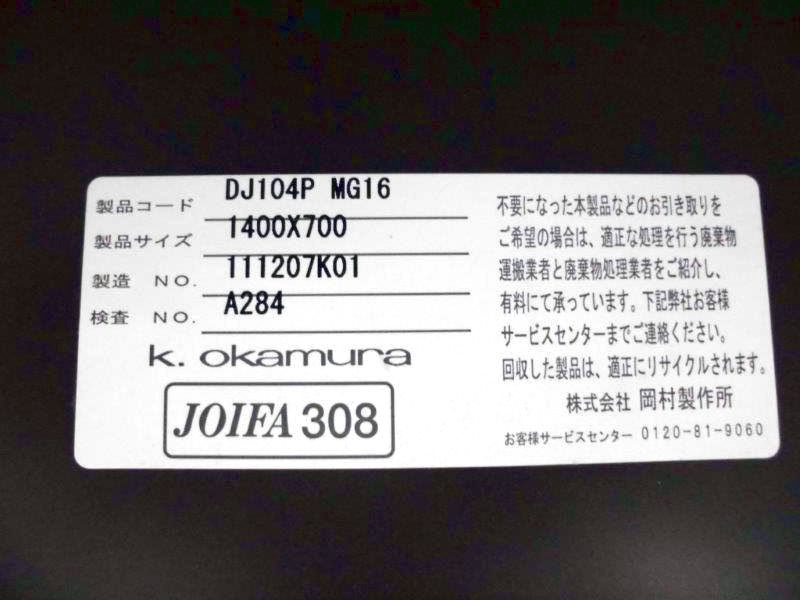 製品コード DJ104P MG16
製品サイズ 1400X700
製造 NO. 111207K01
検査 NO. A284
k. okamura
JOIFA 308
不要になった本製品などのお引き取りを
ご希望の場合は、適正な処理を行う廃棄物
運搬業者と廃棄物処理業者をご紹介し、
有料にて承っています。下記弊社お客様
サービスセンターまでご連絡ください。
回収した製品は、適正にリサイクルされます。
株式会社 岡村製作所
お客様サービスセンター 0120-81-9060